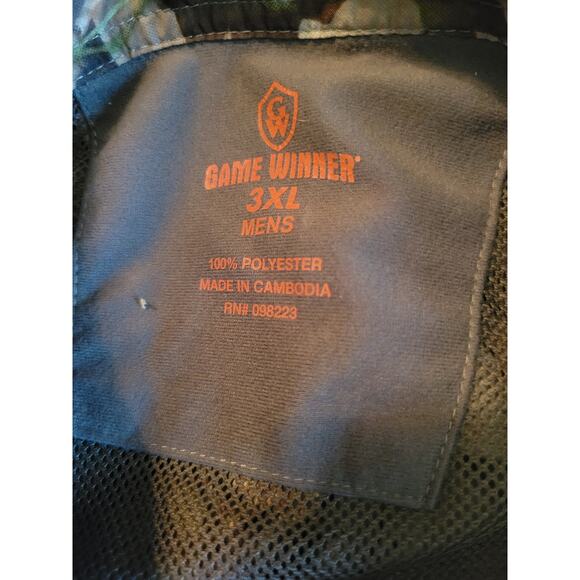 GW
GAME WINNER®
3XL
MENS
100% POLYESTER
MADE IN CAMBODIA
RN# 098223